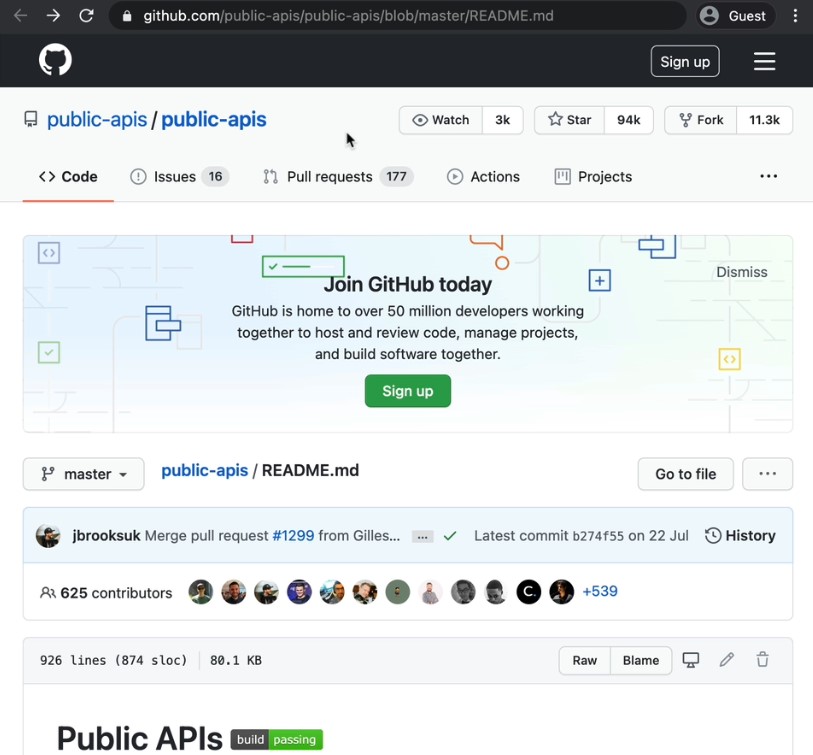 github.com/public-apis/public-apis/blob/master/README.md Guest
Sign up
public-apis / public-apis Watch 3k Star 94k Fork 11.3k
Code Issues 16 Pull requests 177 Actions Projects ...
Dismiss
Join GitHub today
GitHub is home to over 50 million developers working
together to host and review code, manage projects,
and build software together.
Sign up
master public-apis / README.md Go to file ...
jbrooksuk Merge pull request #1299 from Gilles... ... Latest commit b274f55 on 22 Jul History
625 contributors C. +539
926 lines (874 sloc) 80.1 KB Raw Blame
Public APIs build passing